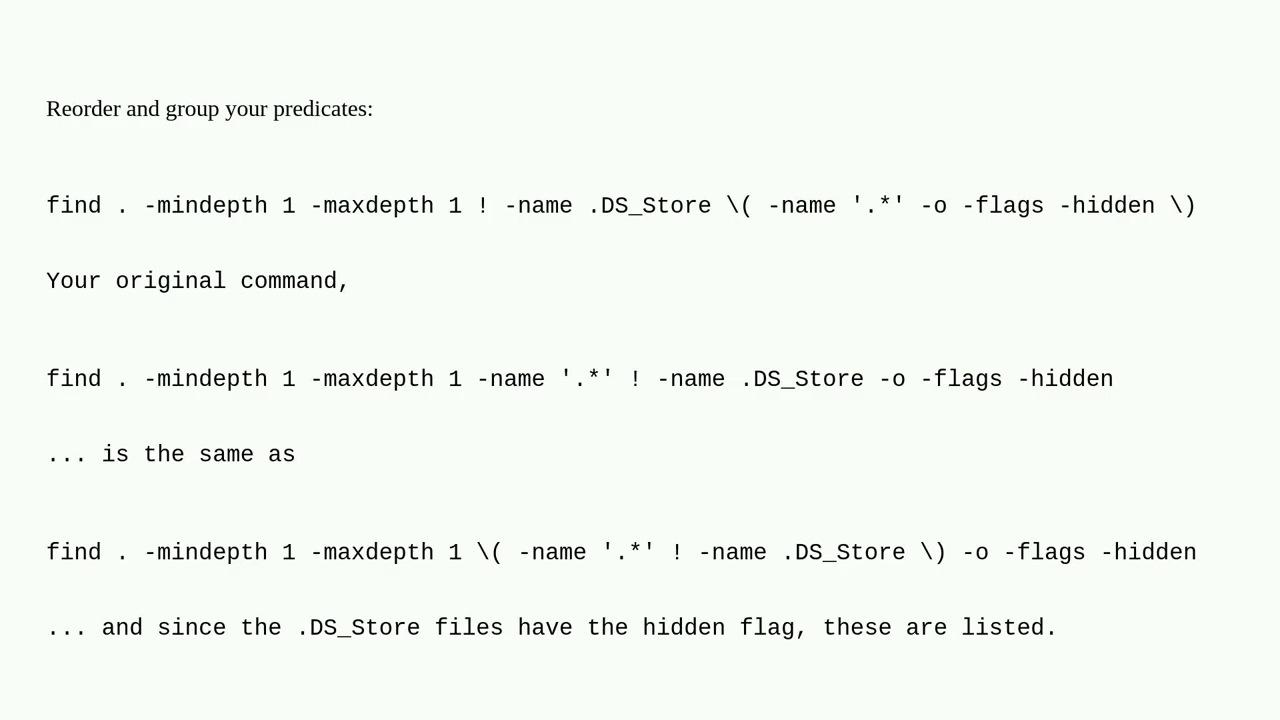 Reorder and group your predicates:
find . -mindepth 1 -maxdepth 1 ! -name .DS_Store \( -name '.*' -o -flags -hidden \)
Your original command,
find . -mindepth 1 -maxdepth 1 -name '.*' ! -name .DS_Store -o -flags -hidden
... is the same as
find . -mindepth 1 -maxdepth 1 \( -name '.*' ! -name .DS_Store \) -o -flags -hidden
... and since the .DS_Store files have the hidden flag, these are listed.